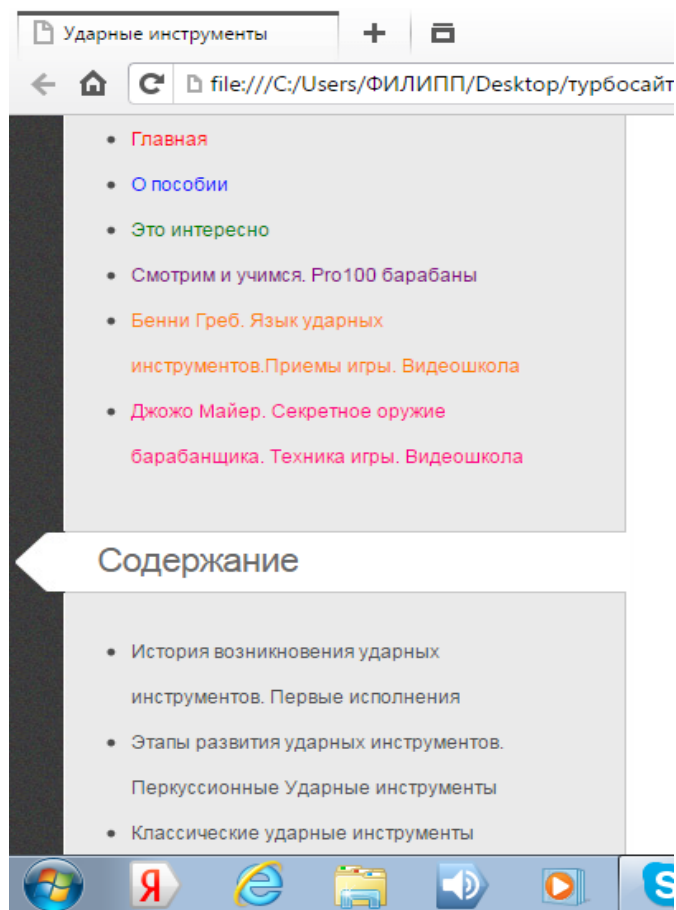 Ударные инструменты
file:///C:/Users/ФИЛИПП/Desktop/турбосайт
Главная
О пособии
Это интересно
Смотрим и учимся. Pro100 барабаны
Бенни Греб. Язык ударных
инструментов.Приемы игры. Видеошкола
Джожо Майер. Секретное оружие
барабанщика. Техника игры. Видеошкола
Содержание
История возникновения ударных
инструментов. Первые исполнения
Этапы развития ударных инструментов.
Перкуссионные Ударные инструменты
Классические ударные инструменты
Я
S